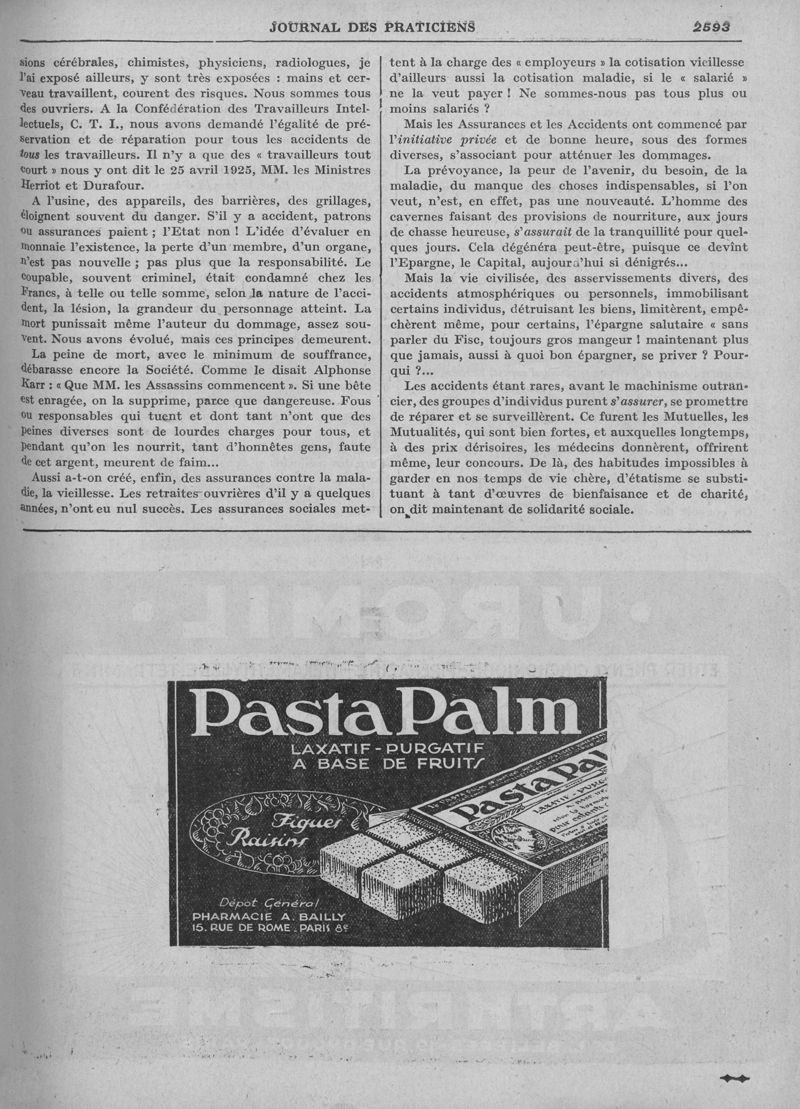 JOURNAL DES PRATICIENS 2593
sions cérébrales, chimistes, physiciens, radiologues, je
l'ai exposé ailleurs, y sont très exposées : mains et cer-
veau travaillent, courent des risques. Nous sommes tous
des ouvriers. A la Confédération des Travailleurs Intel-
lectuels, C. T. I., nous avons demandé l'égalité de pré-
servation et de réparation pour tous les accidents de
tous les travailleurs. Il n'y a que des « travailleurs tout
court » nous y ont dit le 25 avril 1925, MM. les Ministres
Herriot et Durafour.
A l'usine, des appareils, des barrières, des grillages,
éloignent souvent du danger. S'il y a accident, patrons
ou assurances paient ; l'Etat non ! L'idée d'évaluer en
monnaie l'existence, la perte d'un membre, d'un organe,
n'est pas nouvelle ; pas plus que la responsabilité. Le
coupable, souvent criminel, était condamné chez les
Francs, à telle ou telle somme, selon la nature de l'acci-
dent, la lésion, la grandeur du personnage atteint. La
mort punissait même l'auteur du dommage, assez sou-
vent. Nous avons évolué, mais ces principes demeurent.
La peine de mort, avec le minimum de souffrance,
débarasse encore la Société. Comme le disait Alphonse
Karr : « Que MM. les Assassins commencent ». Si une bête
est enragée, on la supprime, parce que dangereuse. Fous
ou responsables qui tuent et dont tant n'ont que des
peines diverses sont de lourdes charges pour tous, et
pendant qu'on les nourrit, tant d'honnêtes gens, faute
de cet argent, meurent de faim...
Aussi a-t-on créé, enfin, des assurances contre la mala-
die, la vieillesse. Les retraites ouvrières d'il y a quelques
années, n'ont eu nul succès. Les assurances sociales met-
tent à la charge des « employeurs » la cotisation vieillesse
d'ailleurs aussi la cotisation maladie, si le « salarié »
ne la veut payer ! Ne sommes-nous pas tous plus ou
moins salariés ?
Mais les Assurances et les Accidents ont commencé par
l'initiative privée et de bonne heure, sous des formes
diverses, s'associant pour atténuer les dommages.
La prévoyance, la peur de l'avenir, du besoin, de la
maladie, du manque des choses indispensables, si l'on
veut, n'est, en effet, pas une nouveauté. L'homme des
cavernes faisant des provisions de nourriture, aux jours
de chasse heureuse, s'assurait de la tranquillité pour quel-
ques jours. Cela dégénéra peut-être, puisque ce devînt
l'Epargne, le Capital, aujourd'hui si dénigrés...
Mais la vie civilisée, des asservissements divers, des
accidents atmosphériques ou personnels, immobilisant
certains individus, détruisant les biens, limitèrent, empê-
chèrent même, pour certains, l'épargne salutaire « sans
parler du Fisc, toujours gros mangeur ! maintenant plus
que jamais, aussi à quoi bon épargner, se priver ? Pour-
qui ?...
Les accidents étant rares, avant le machinisme outran-
cier, des groupes d'individus purent s'assurer, se promettre
de réparer et se surveillèrent. Ce furent les Mutuelles, les
Mutualités, qui sont bien fortes, et auxquelles longtemps,
à des prix dérisoires, les médecins donnèrent, offrirent
même, leur concours. De là, des habitudes impossibles à
garder en nos temps de vie chère, d'étatisme se substi-
tuant à tant d'œuvres de bienfaisance et de charité,
on dit maintenant de solidarité sociale.
Pasta Palm
LAXATIF - PURGATIF
A BASE DE FRUITS
Figues
Raisins
Pasta Pal
LAXATIF - PURG
Dépot Général
PHARMACIE A. BAILLY
15. RUE DE ROME . PARIS 8e